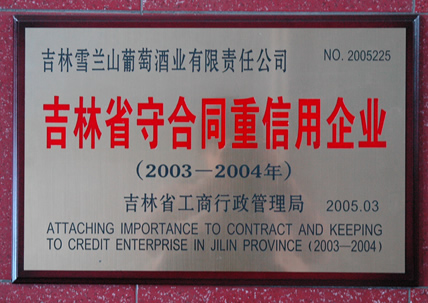 吉林雪兰山葡萄酒业有限责任公司 NO. 2005225
吉林省守合同重信用企业
(2003—2004年)
吉林省工商行政管理局 2005.03
ATTACHING IMPORTANCE TO CONTRACT AND KEEPING
TO CREDIT ENTERPRISE IN JILIN PROVINCE (2003—2004)